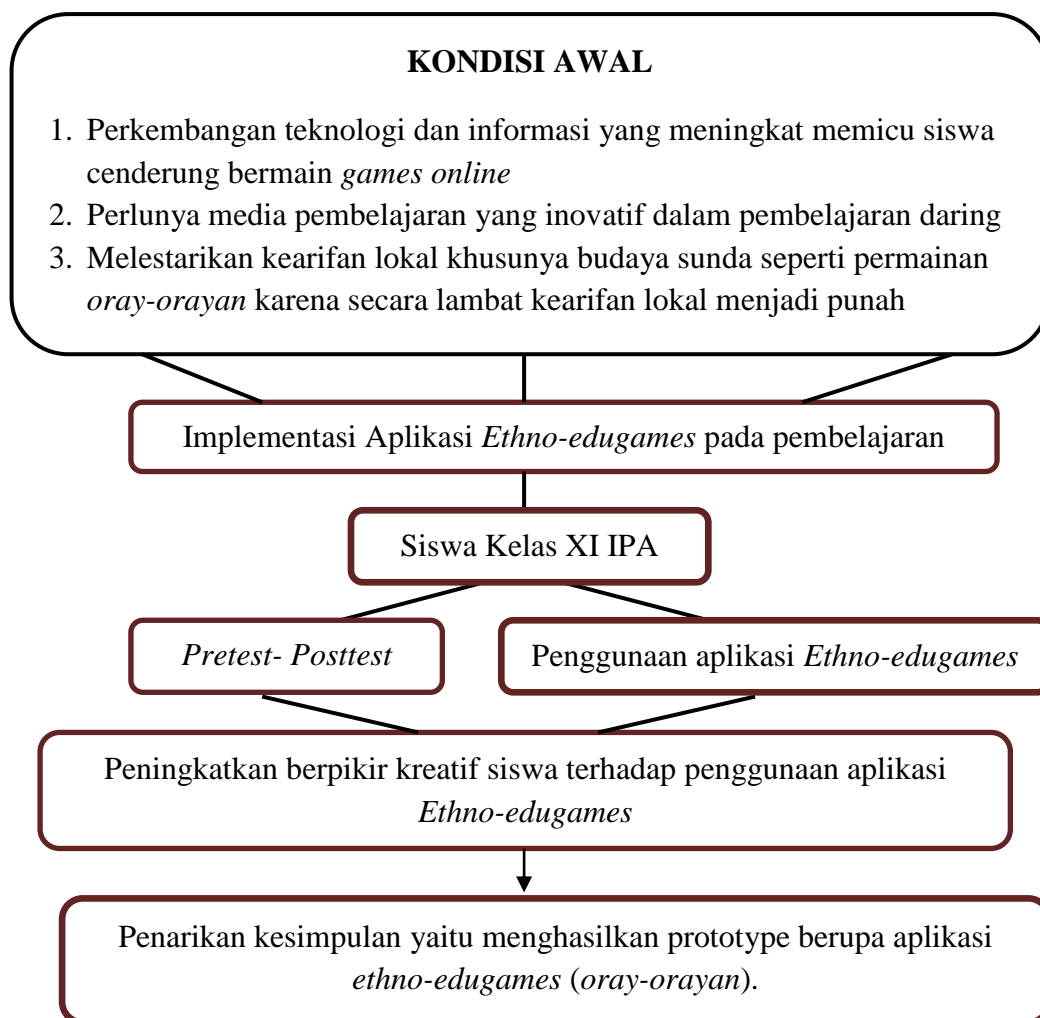 KONDISI AWAL
1. Perkembangan teknologi dan informasi yang meningkat memicu siswa
cenderung bermain games online
2. Perlunya media pembelajaran yang inovatif dalam pembelajaran daring
3. Melestarikan kearifan lokal khusunya budaya sunda seperti permainan
oray-orayan karena secara lambat kearifan lokal menjadi punah
Implementasi Aplikasi Ethno-edugames pada pembelajaran
Siswa Kelas XI IPA
Pretest- Posttest
Penggunaan aplikasi Ethno-edugames
Peningkatkan berpikir kreatif siswa terhadap penggunaan aplikasi
Ethno-edugames
Penarikan kesimpulan yaitu menghasilkan prototype berupa aplikasi
ethno-edugames (oray-orayan).